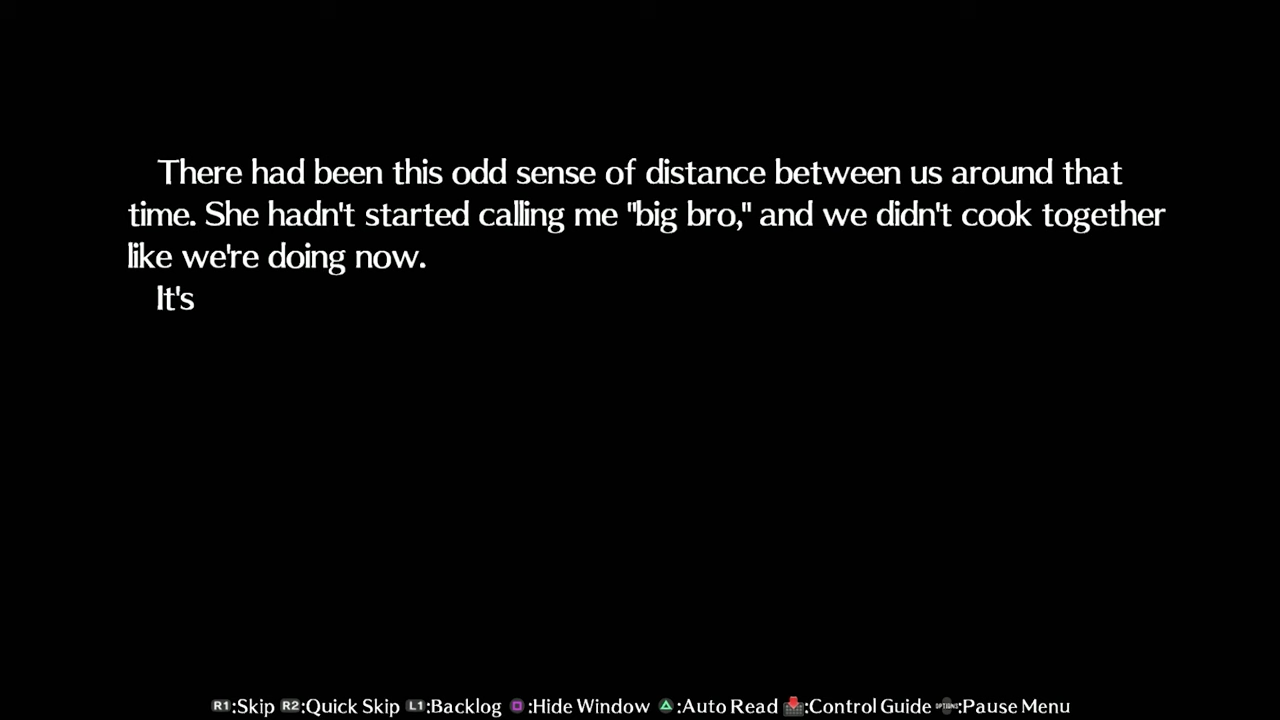 There had been this odd sense of distance between us around that
time. She hadn't started calling me "big bro," and we didn't cook together
like we're doing now.
It's
R1:Skip R2:Quick Skip L1:Backlog :Hide Window :Auto Read :Control Guide OPTIONS:Pause Menu